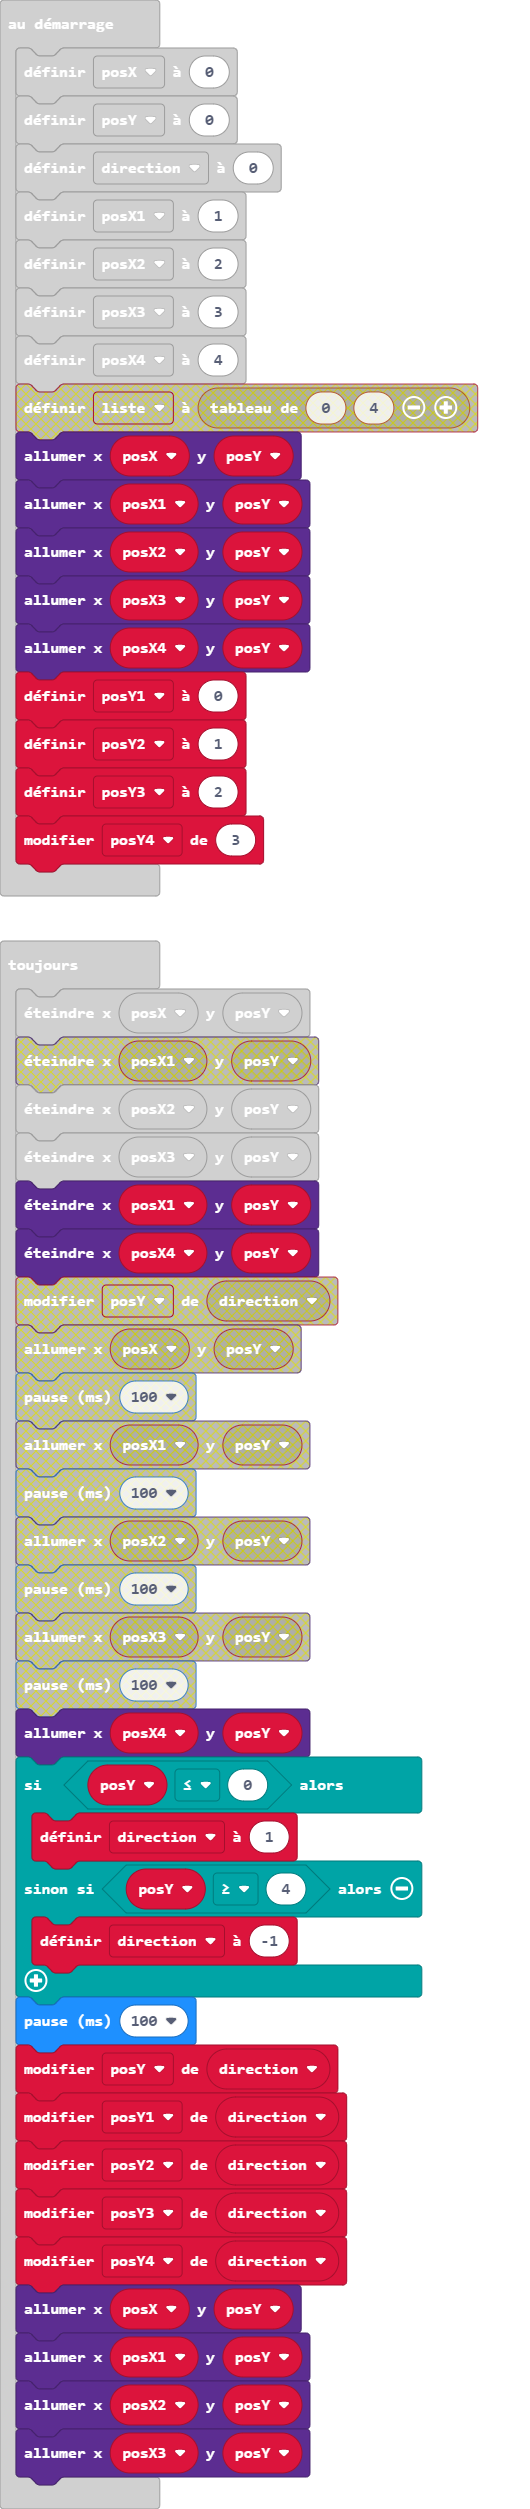 au démarrage
définir posX à 0
définir posY à 0
définir direction à 0
définir posX1 à 1
définir posX2 à 2
définir posX3 à 3
définir posX4 à 4
définir liste à tableau de 0 4
allumer x posX y posY
allumer x posX1 y posY
allumer x posX2 y posY
allumer x posX3 y posY
allumer x posX4 y posY
définir posY1 à 0
définir posY2 à 1
définir posY3 à 2
modifier posY4 de 3
toujours
éteindre x posX y posY
éteindre x posX1 y posY
éteindre x posX2 y posY
éteindre x posX3 y posY
éteindre x posX1 y posY
éteindre x posX4 y posY
modifier posY de direction
allumer x posX y posY
pause (ms) 100
allumer x posX1 y posY
pause (ms) 100
allumer x posX2 y posY
pause (ms) 100
allumer x posX3 y posY
pause (ms) 100
allumer x posX4 y posY
si posY ≤ 0 alors
définir direction à 1
sinon si posY ≥ 4 alors
définir direction à -1
pause (ms) 100
modifier posY de direction
modifier posY1 de direction
modifier posY2 de direction
modifier posY3 de direction
modifier posY4 de direction
allumer x posX y posY
allumer x posX1 y posY
allumer x posX2 y posY
allumer x posX3 y posY